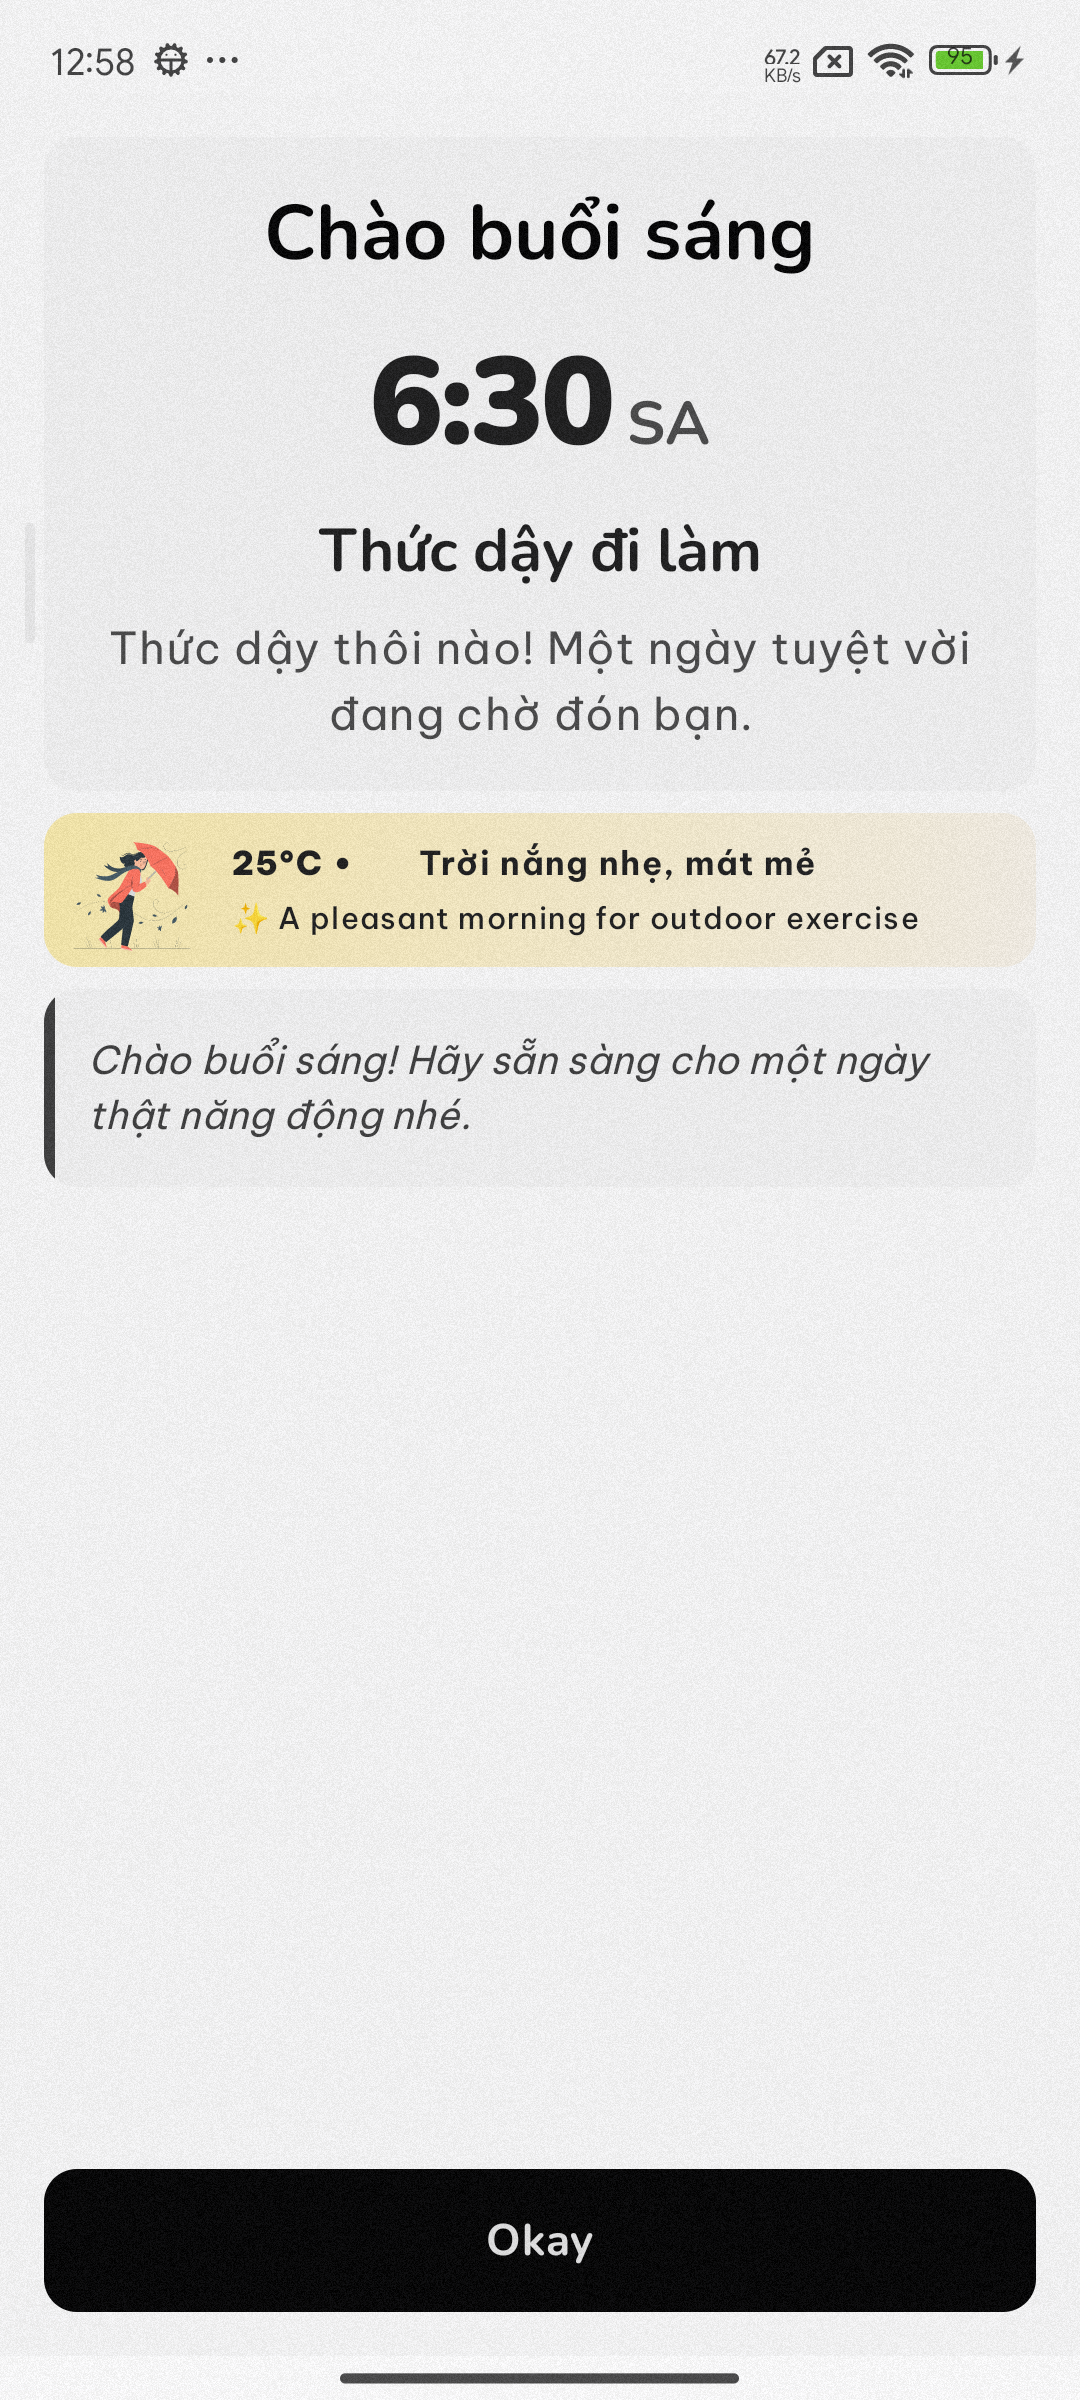 12:58
67.2
KB/s
95
Chào buổi sáng
6:30 SA
Thức dậy đi làm
Thức dậy thôi nào! Một ngày tuyệt vời
đang chờ đón bạn.
25°C • Trời nắng nhẹ, mát mẻ
✨ A pleasant morning for outdoor exercise
Chào buổi sáng! Hãy sẵn sàng cho một ngày
thật năng động nhé.
Okay